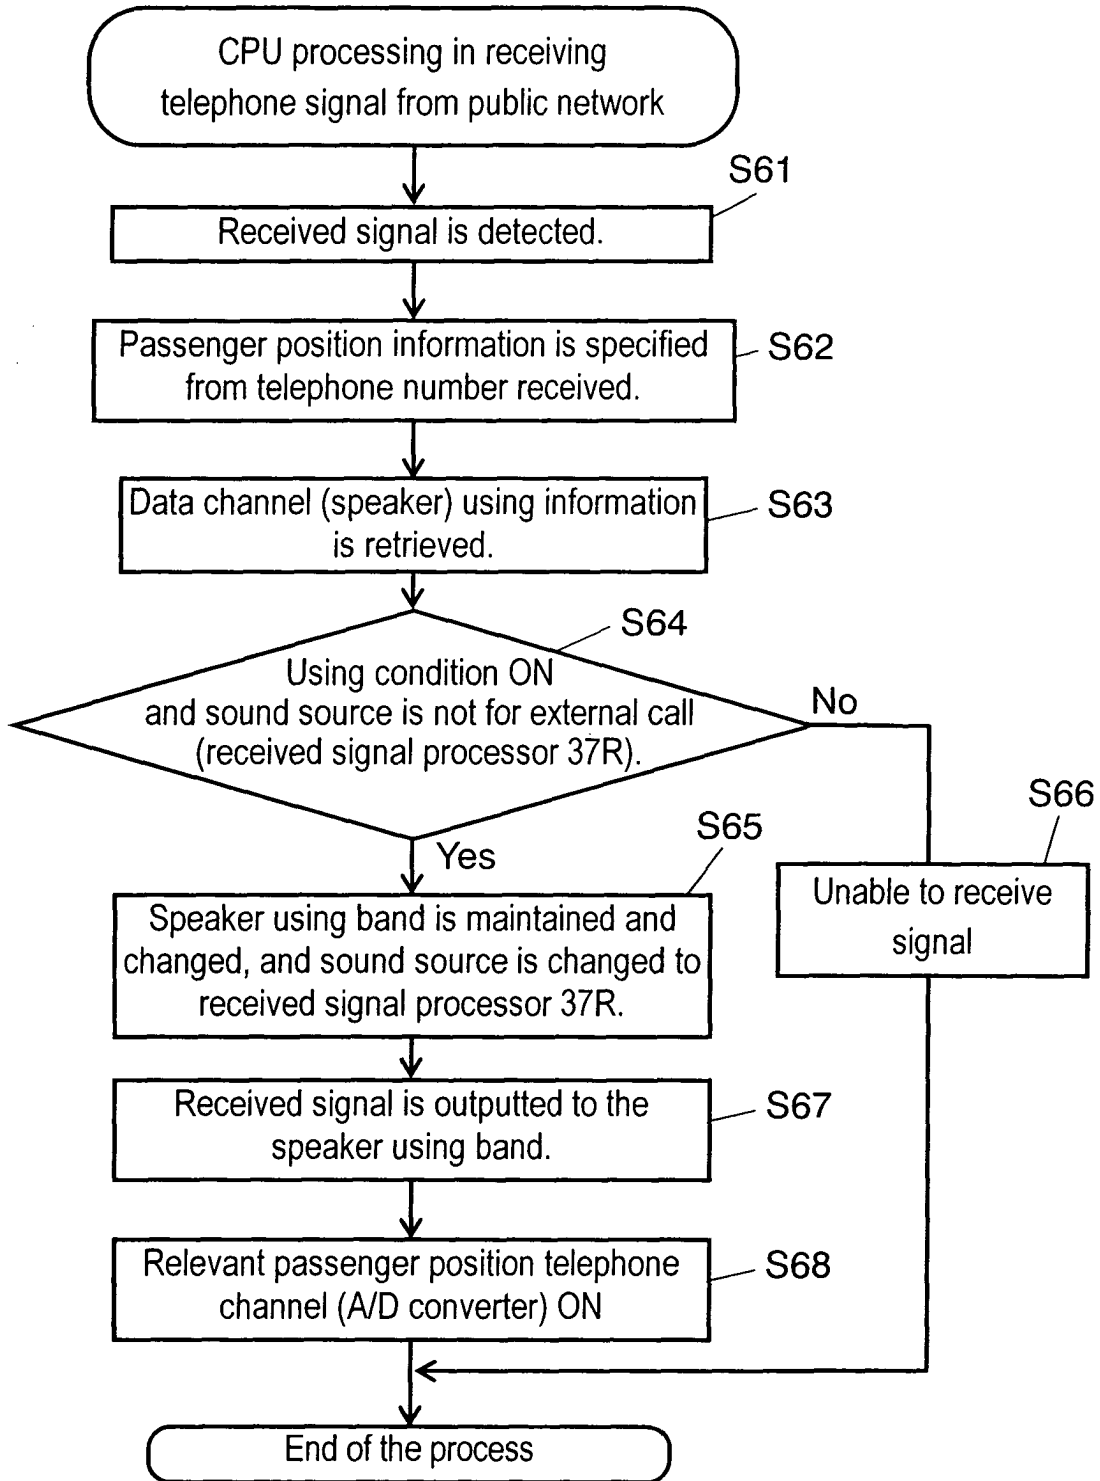 CPU processing in receiving
telephone signal from public network
S61
Received signal is detected.
Passenger position information is specified
from telephone number received.
S62
Data channel (speaker) using information
is retrieved.
S63
S64
Using condition ON
and sound source is not for external call
(received signal processor 37R).
No
Yes
S66
Unable to receive
signal
S65
Speaker using band is maintained and
changed, and sound source is changed to
received signal processor 37R.
Received signal is outputted to the
speaker using band.
S67
Relevant passenger position telephone
channel (A/D converter) ON
S68
End of the process